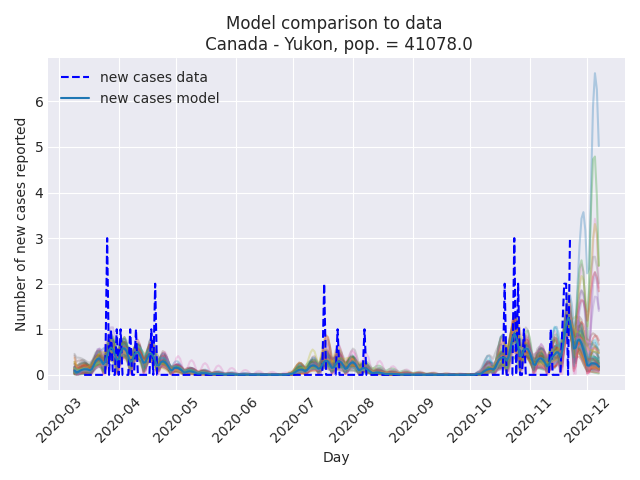 Model comparison to data
Canada - Yukon, pop. = 41078.0
new cases data
new cases model
Number of new cases reported
6
5
4
3
2
1
0
2020-03
2020-04
2020-05
2020-06
2020-07
2020-08
2020-09
2020-10
2020-11
2020-12
Day